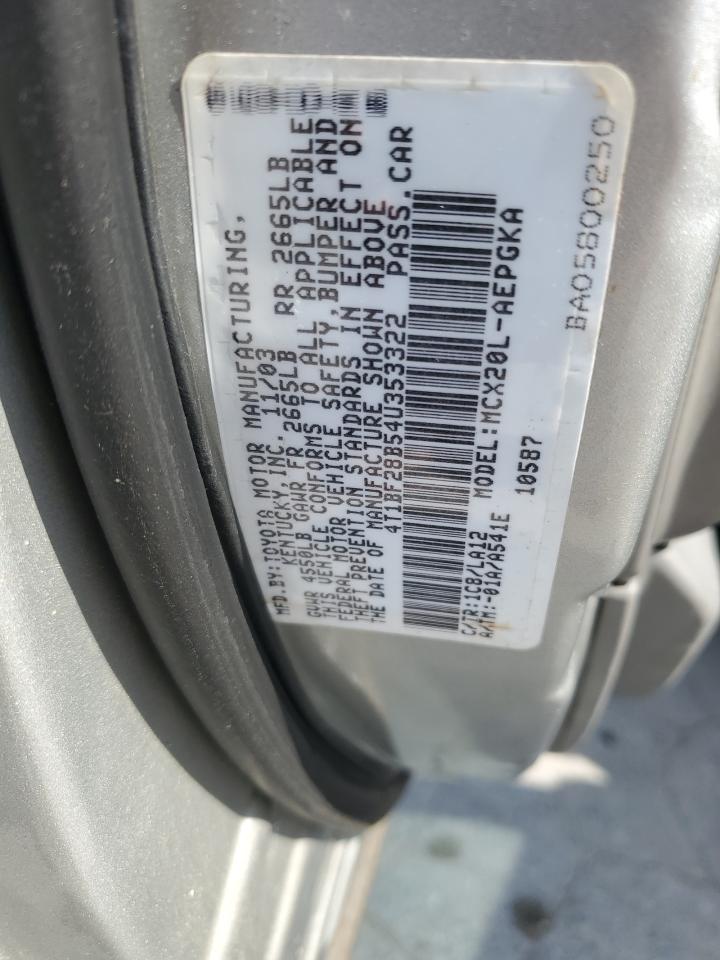 MFD.BY:TOYOTA MOTOR MANUFACTURING,
KENTUCKY, INC. 11/03
GVWR 4550LB GAWR FR 2665LB RR 2665LB
THIS VEHICLE CONFORMS TO ALL APPLICABLE
FEDERAL MOTOR VEHICLE SAFETY, BUMPER AND
THEFT PREVENTION STANDARDS IN EFFECT ON
THE DATE OF MANUFACTURE SHOWN ABOVE
4T1BF28B54U353322 PASS.CAR
C/TR:1C8/LA12 MODEL:MCX20L-AEPGKA
A/TM:-01A/A541E 10587
BA05800250